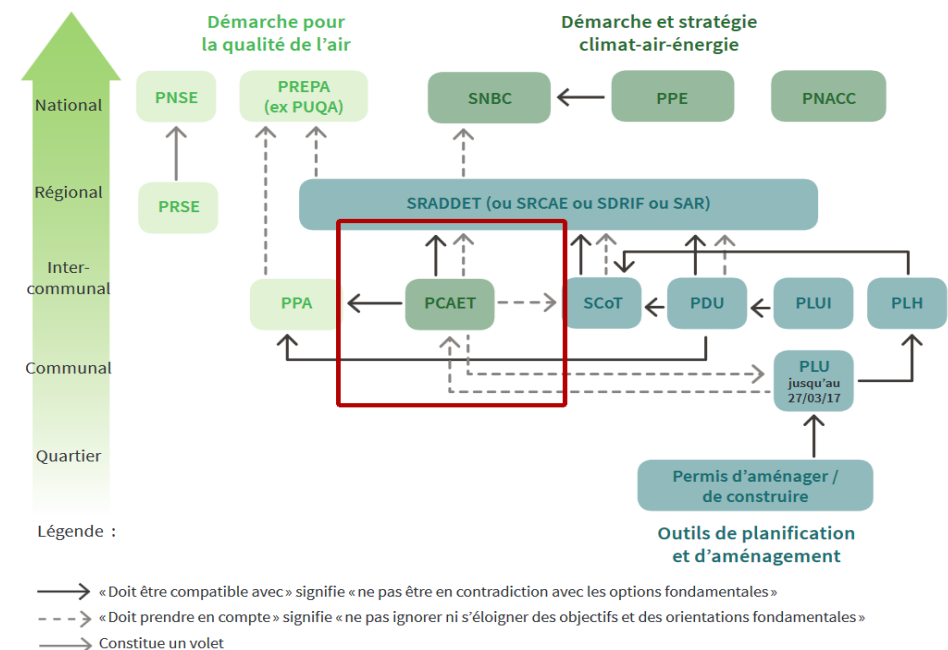 Démarche pour
la qualité de l’air
Démarche et stratégie
climat-air-énergie
National
PNSE
PREPA
(ex PUQA)
SNBC
PPE
PNACC
Régional
PRSE
SRADDET (ou SRCAE ou SDRIF ou SAR)
Inter-
communal
PPA
PCAET
SCoT
PDU
PLUI
PLH
Communal
PLU
jusqu’au
27/03/17
Quartier
Permis d’aménager /
de construire
Légende :
Outils de planification
et d’aménagement
« Doit être compatible avec » signifie « ne pas être en contradiction avec les options fondamentales »
« Doit prendre en compte » signifie « ne pas ignorer ni s’éloigner des objectifs et des orientations fondamentales »
Constitue un volet